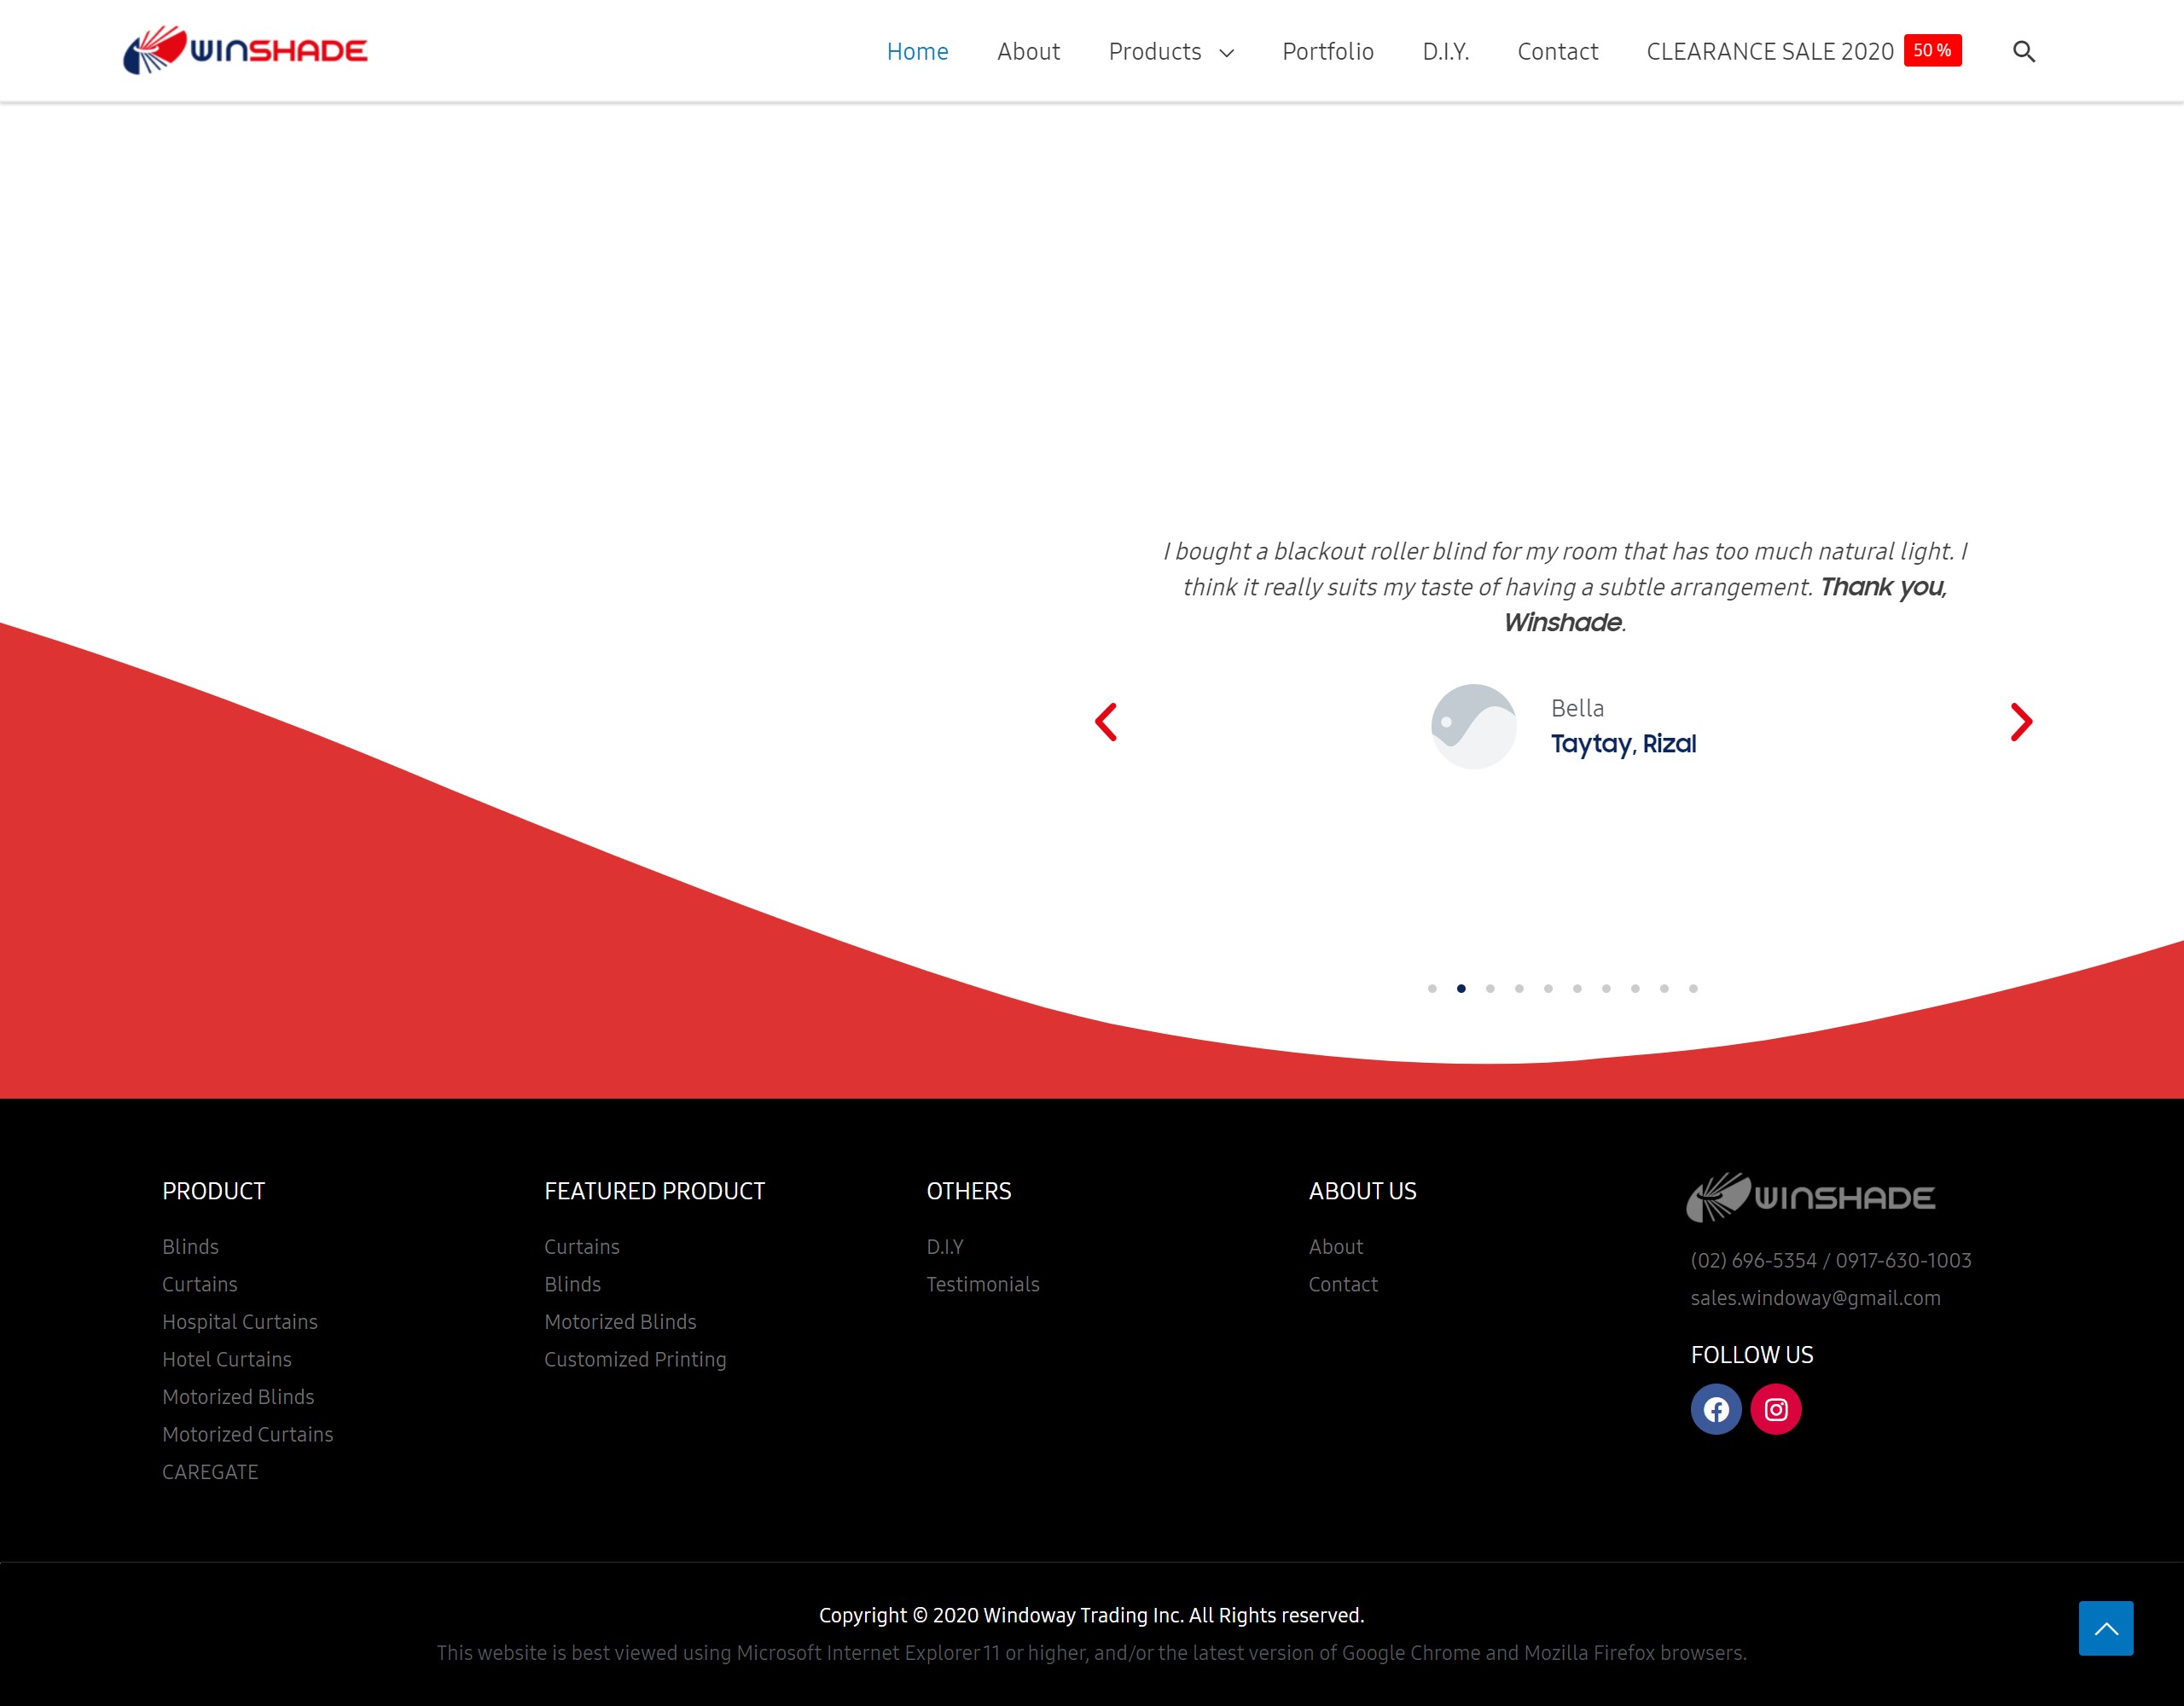 WINSHADE
Home
About
Products
Portfolio
D.I.Y.
Contact
CLEARANCE SALE 2020 50 %
I bought a blackout roller blind for my room that has too much natural light. I
think it really suits my taste of having a subtle arrangement. Thank you,
Winshade.
Bella
Taytay, Rizal
PRODUCT
Blinds
Curtains
Hospital Curtains
Hotel Curtains
Motorized Blinds
Motorized Curtains
CAREGATE
FEATURED PRODUCT
Curtains
Blinds
Motorized Blinds
Customized Printing
OTHERS
D.I.Y
Testimonials
ABOUT US
About
Contact
WINSHADE
(02) 696-5354 / 0917-630-1003
sales.windoway@gmail.com
FOLLOW US
Copyright © 2020 Windoway Trading Inc. All Rights reserved.
This website is best viewed using Microsoft Internet Explorer 11 or higher, and/or the latest version of Google Chrome and Mozilla Firefox browsers.